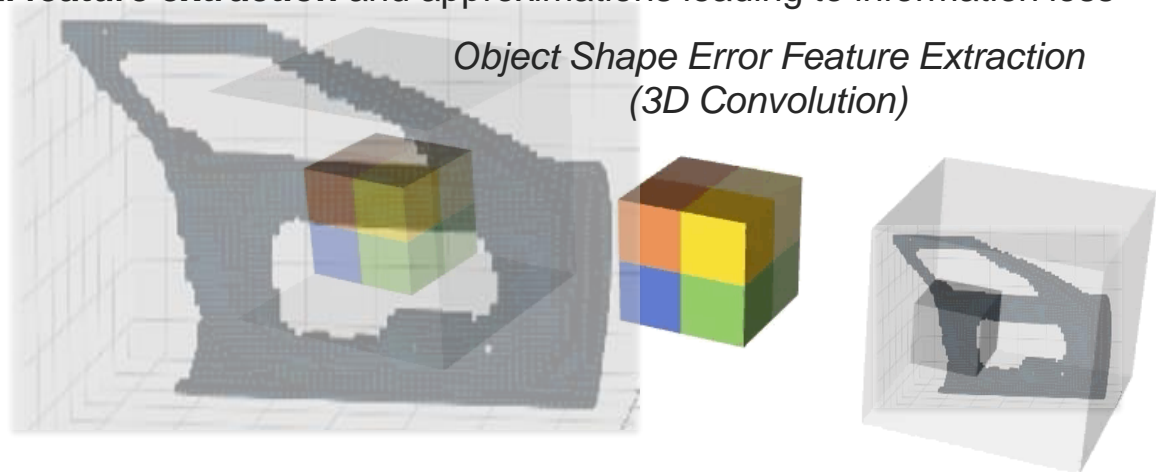 feature extraction and approximations leading to information loss
Object Shape Error Feature Extraction
(3D Convolution)